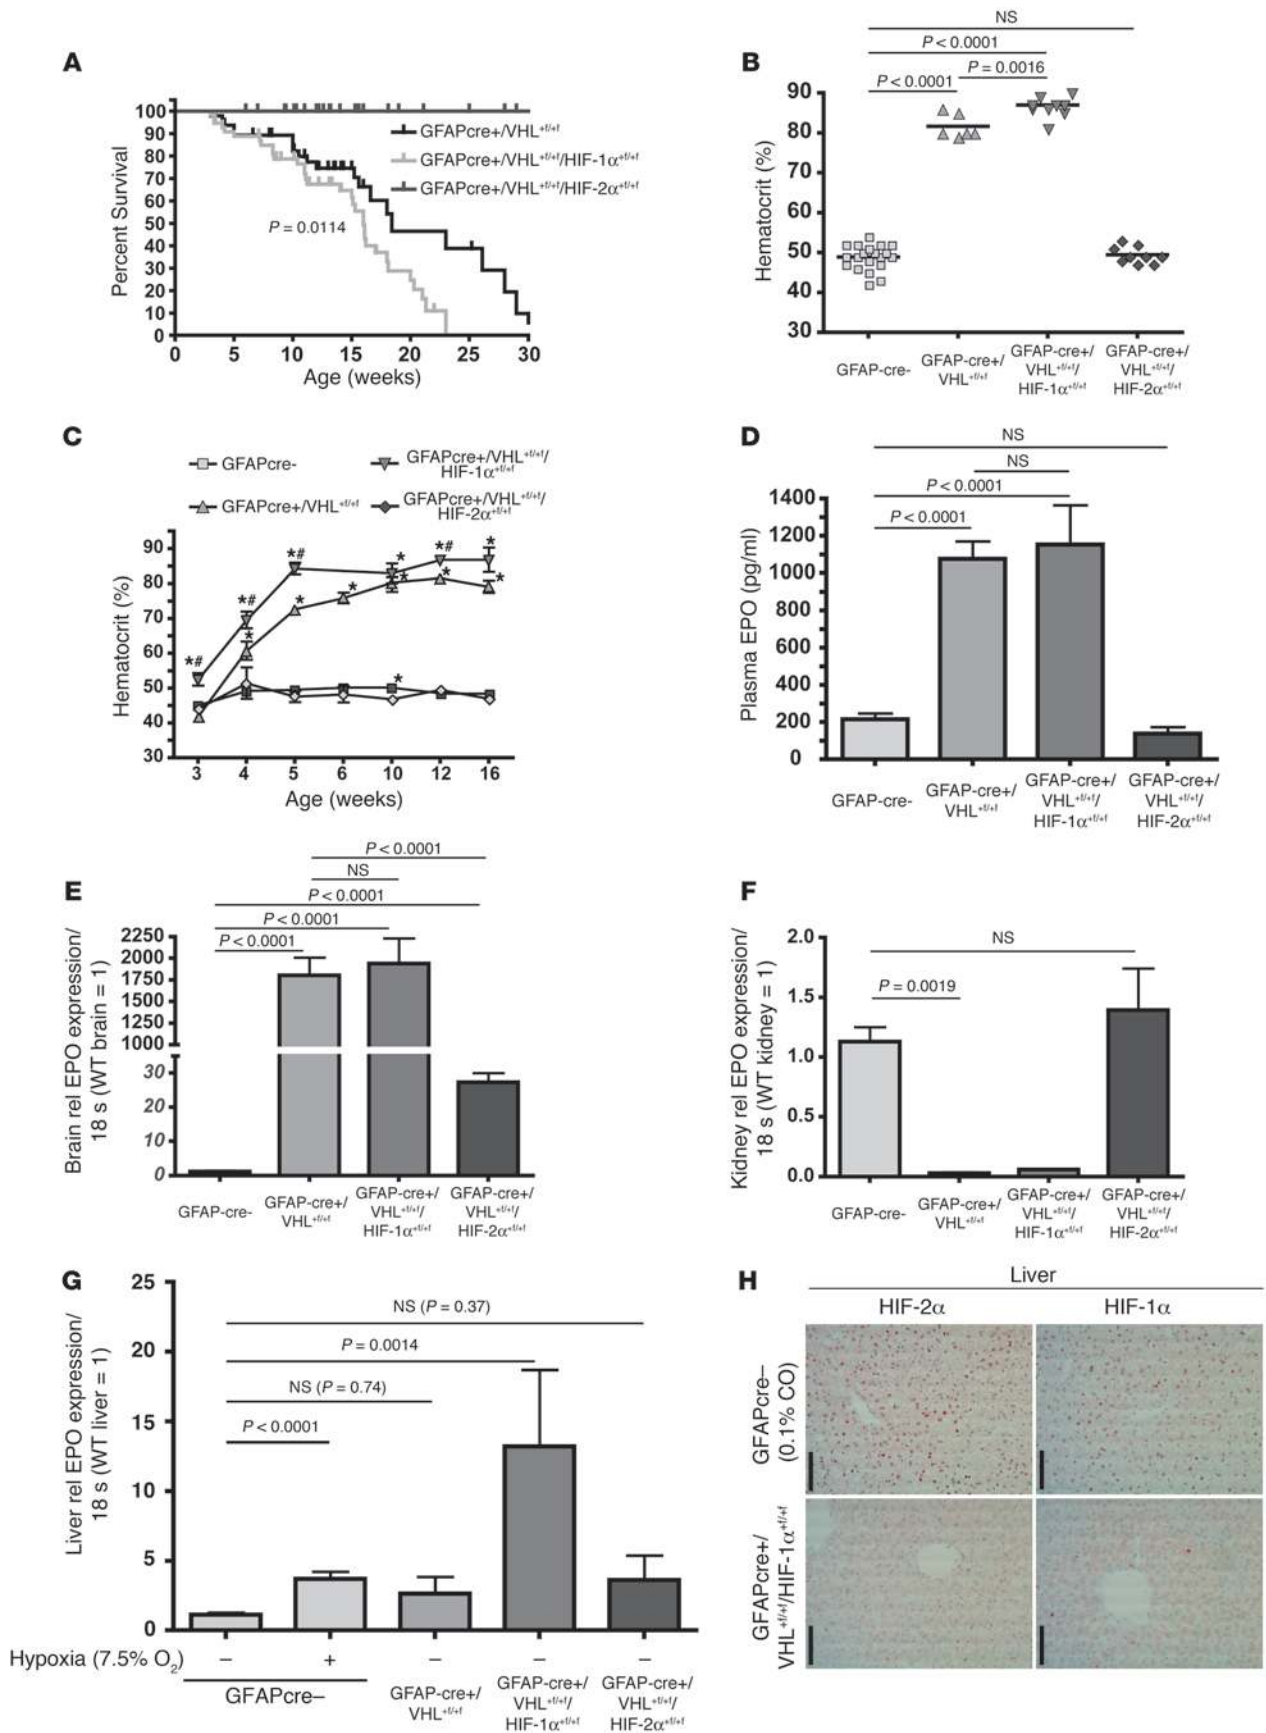 A
100
90
80
70
60
50
40
30
20
10
0
Percent Survival
0 5 10 15 20 25 30
Age (weeks)
GFAPcre+/VHL+f/+f
GFAPcre+/VHL+f/+f/HIF-1α+f/+f
GFAPcre+/VHL+f/+f/HIF-2α+f/+f
P = 0.0114
B
NS
P < 0.0001
P = 0.0016
P < 0.0001
90
80
70
60
50
40
30
Hematocrit (%)
GFAP-cre-
GFAP-cre+/
VHL+f/+f
GFAP-cre+/
VHL+f/+f/
HIF-1α+f/+f
GFAP-cre+/
VHL+f/+f/
HIF-2α+f/+f
C
GFAPcre-
GFAPcre+/VHL+f/+f/
HIF-1α+f/+f
GFAPcre+/VHL+f/+f
GFAPcre+/VHL+f/+f/
HIF-2α+f/+f
90
80
70
60
50
40
30
Hematocrit (%)
*#
*#
*
*#
*
*
*
*
*
*#
*
*
*
3 4 5 6 10 12 16
Age (weeks)
D
NS
NS
P < 0.0001
P < 0.0001
1400
1200
1000
800
600
400
200
0
Plasma EPO (pg/ml)
GFAP-cre-
GFAP-cre+/
VHL+f/+f
GFAP-cre+/
VHL+f/+f/
HIF-1α+f/+f
GFAP-cre+/
VHL+f/+f/
HIF-2α+f/+f
E
P < 0.0001
NS
P < 0.0001
P < 0.0001
P < 0.0001
2250
2000
1750
1500
1250
1000
30
20
10
0
Brain rel EPO expression/
18 s (WT brain = 1)
GFAP-cre-
GFAP-cre+/
VHL+f/+f
GFAP-cre+/
VHL+f/+f/
HIF-1α+f/+f
GFAP-cre+/
VHL+f/+f/
HIF-2α+f/+f
F
NS
P = 0.0019
2.0
1.5
1.0
0.5
0.0
Kidney rel EPO expression/
18 s (WT kidney = 1)
GFAP-cre-
GFAP-cre+/
VHL+f/+f
GFAP-cre+/
VHL+f/+f/
HIF-1α+f/+f
GFAP-cre+/
VHL+f/+f/
HIF-2α+f/+f
G
NS (P = 0.37)
P = 0.0014
NS (P = 0.74)
P < 0.0001
25
20
15
10
5
0
Liver rel EPO expression/
18 s (WT liver = 1)
Hypoxia (7.5% O2) – + – – –
GFAPcre–
GFAP-cre+/
VHL+f/+f
GFAP-cre+/
VHL+f/+f/
HIF-1α+f/+f
GFAP-cre+/
VHL+f/+f/
HIF-2α+f/+f
H
Liver
HIF-2α HIF-1α
GFAPcre–
(0.1% CO)
GFAPcre+/
VHL+f/+f/HIF-1α+f/+f